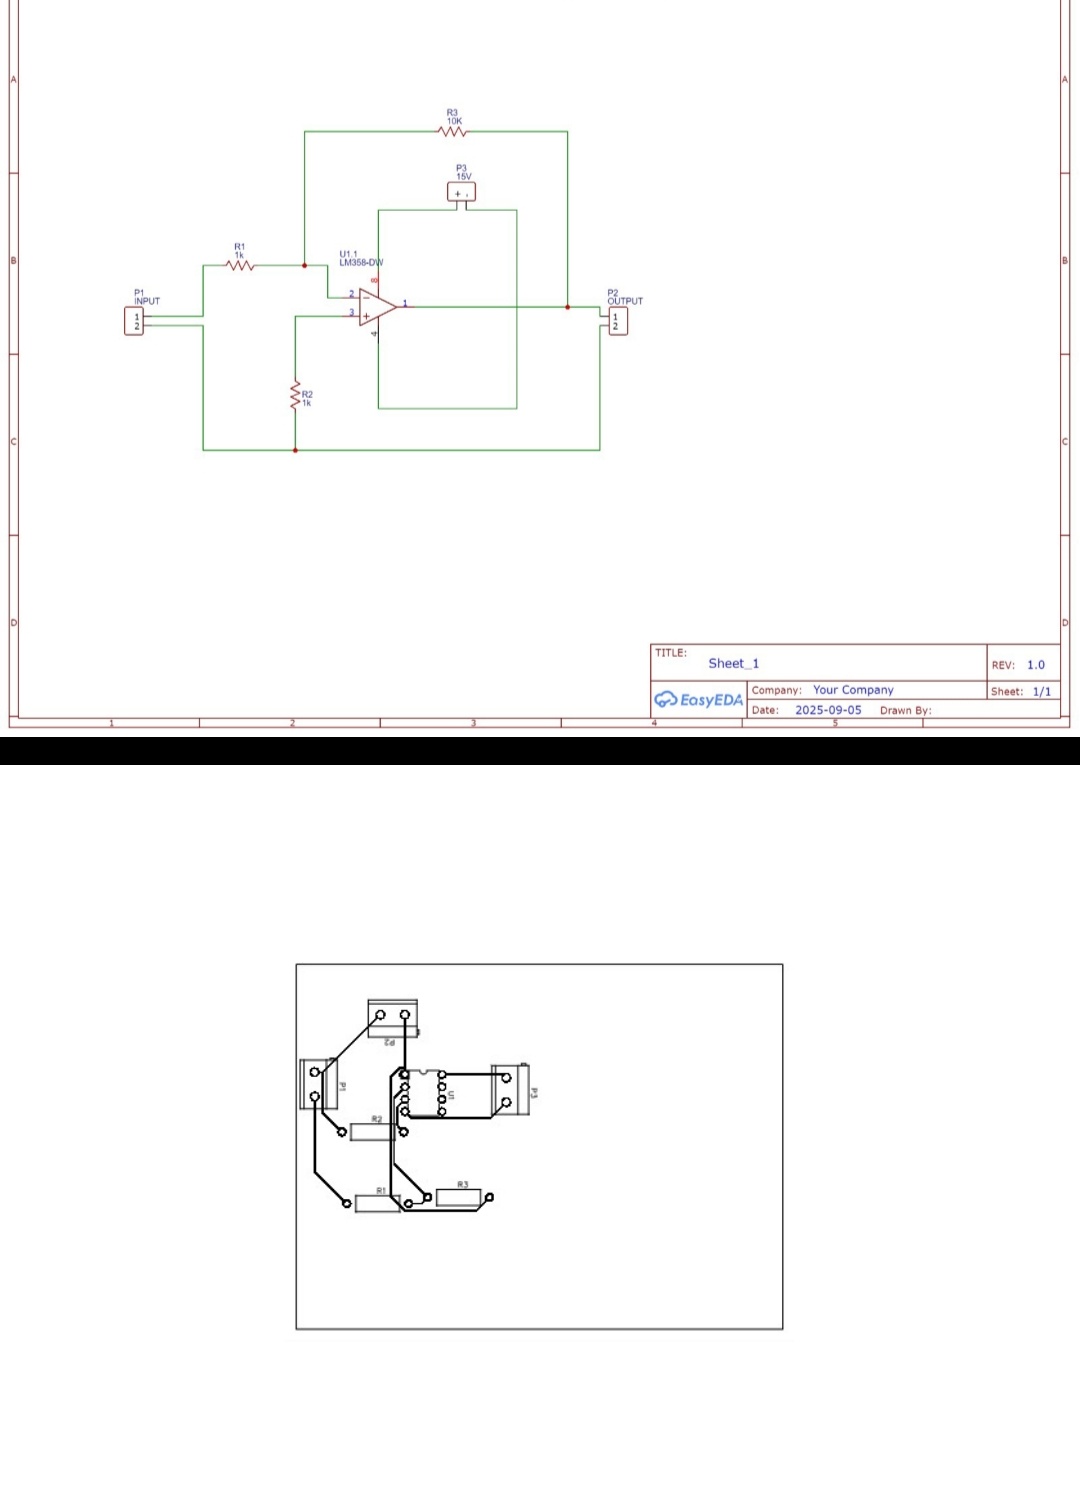 A
A
R3
10K
P3
15V
+ -
R1
1k
U1.1
LM358-DW
B
B
8
P1
INPUT
P2
OUTPUT
2
1
1
1
2
3
2
4
R2
1k
C
C
D
D
TITLE:
Sheet_1
REV: 1.0
EasyEDA
Company: Your Company
Sheet: 1/1
Date: 2025-09-05 Drawn By:
1
2
3
4
5
P2
P1
U1
P3
R2
R1
R3